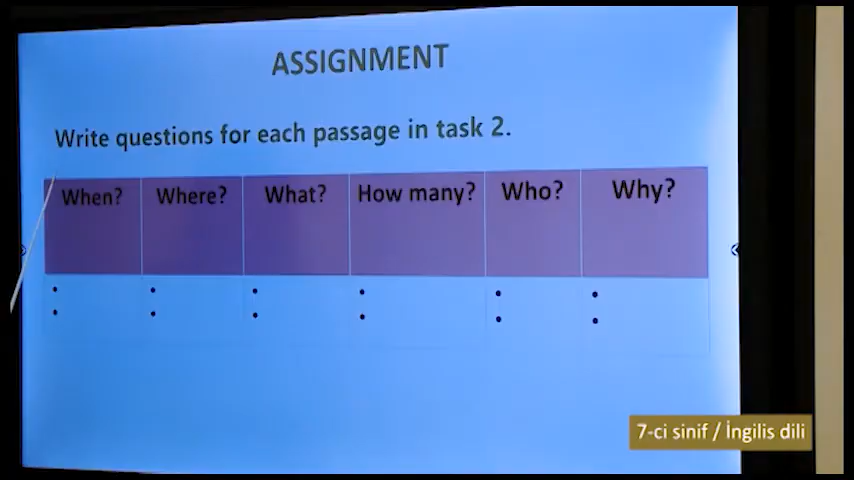 ASSIGNMENT
Write questions for each passage in task 2.
When? Where? What? How many? Who? Why?
7-ci sinif / İngilis dili